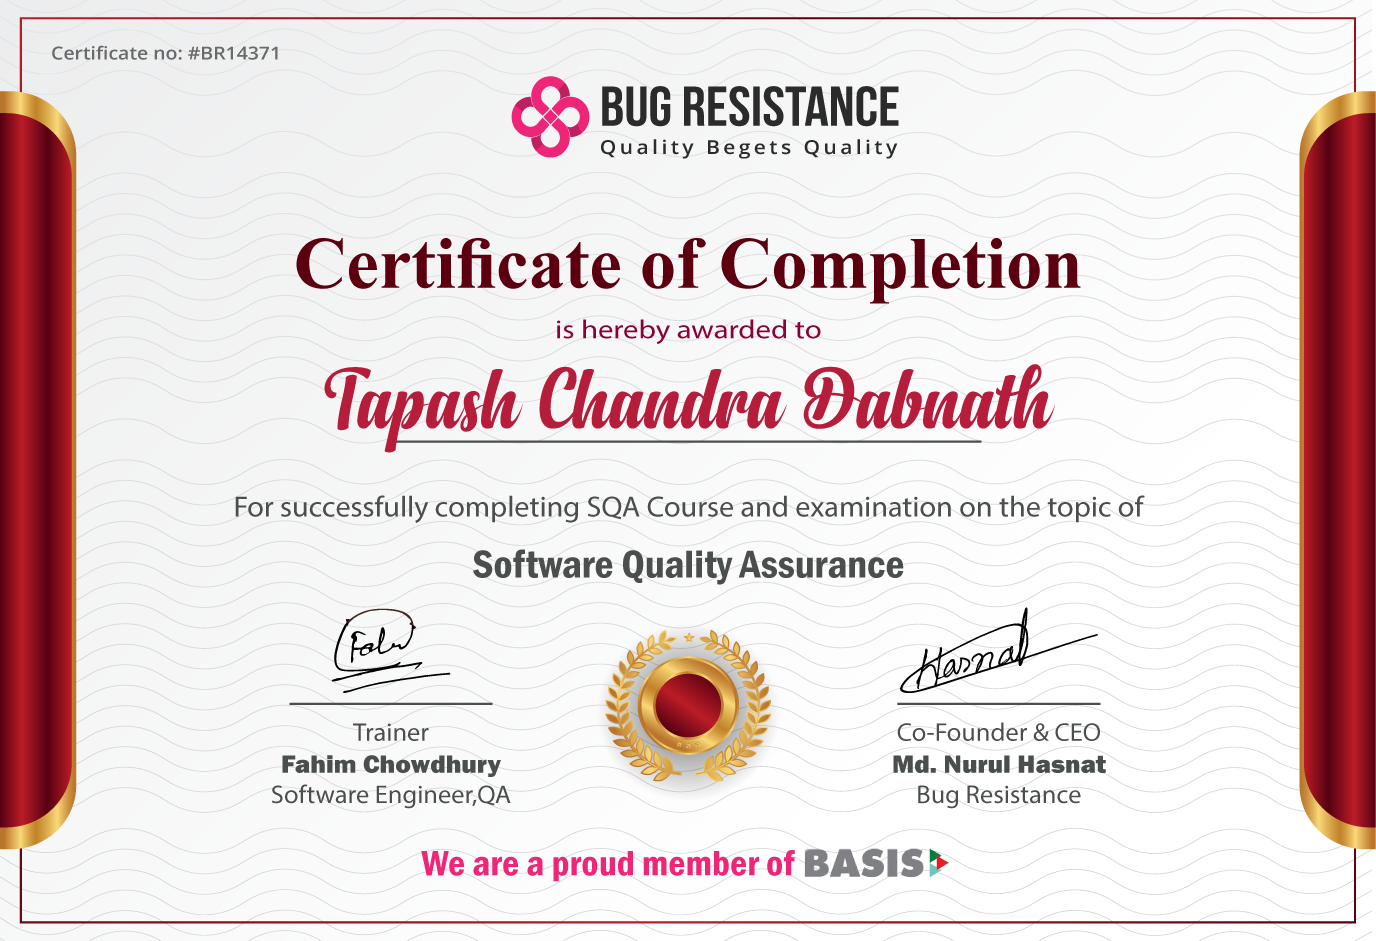 Certificate no: #BR14371
BUG RESISTANCE
Quality Begets Quality
Certificate of Completion
is hereby awarded to
Tapash Chandra Dabnath
For successfully completing SQA Course and examination on the topic of
Software Quality Assurance
Fahim
Hasnat
Trainer
Co-Founder & CEO
Fahim Chowdhury
Md. Nurul Hasnat
Software Engineer,QA
Bug Resistance
We are a proud member of BASIS